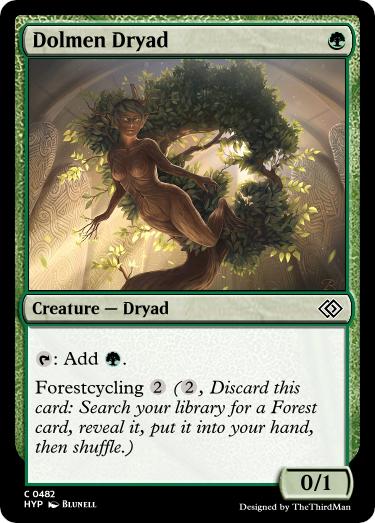 Dolmen Dryad
Creature — Dryad
: Add .
Forestcycling 2 (2, Discard this
card: Search your library for a Forest
card, reveal it, put it into your hand,
then shuffle.)
0/1
C 0482
HYP Blunell
Designed by TheThirdMan